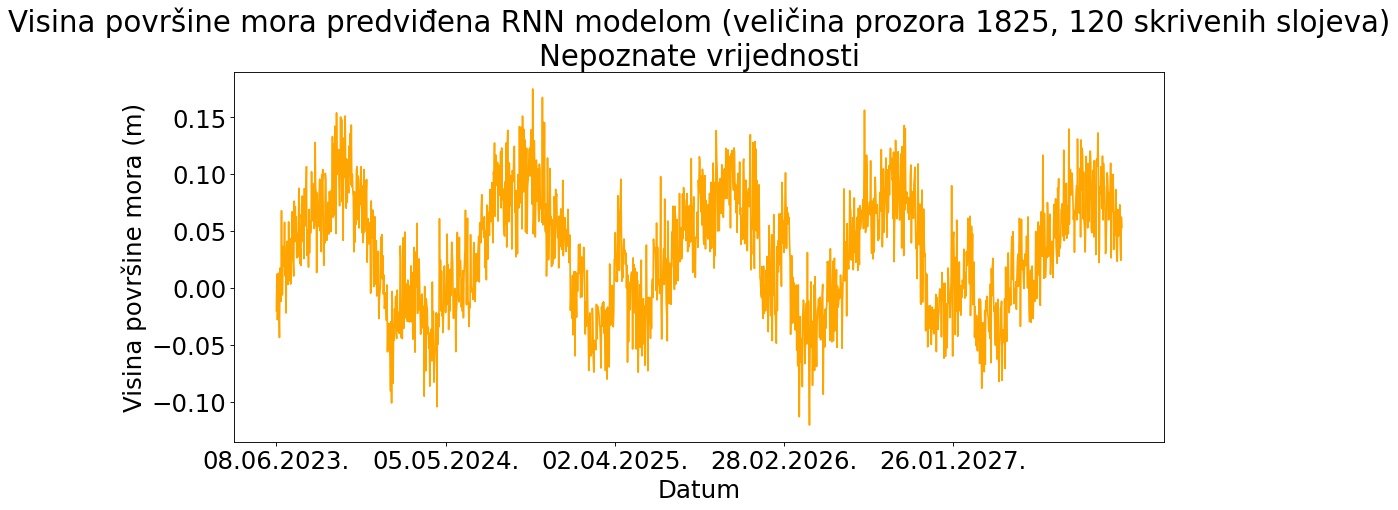 Visina površine mora predviđena RNN modelom (veličina prozora 1825, 120 skrivenih slojeva)
Nepoznate vrijednosti
Visina površine mora (m)
0.15
0.10
0.05
0.00
−0.05
−0.10
08.06.2023. 05.05.2024. 02.04.2025. 28.02.2026. 26.01.2027.
Datum